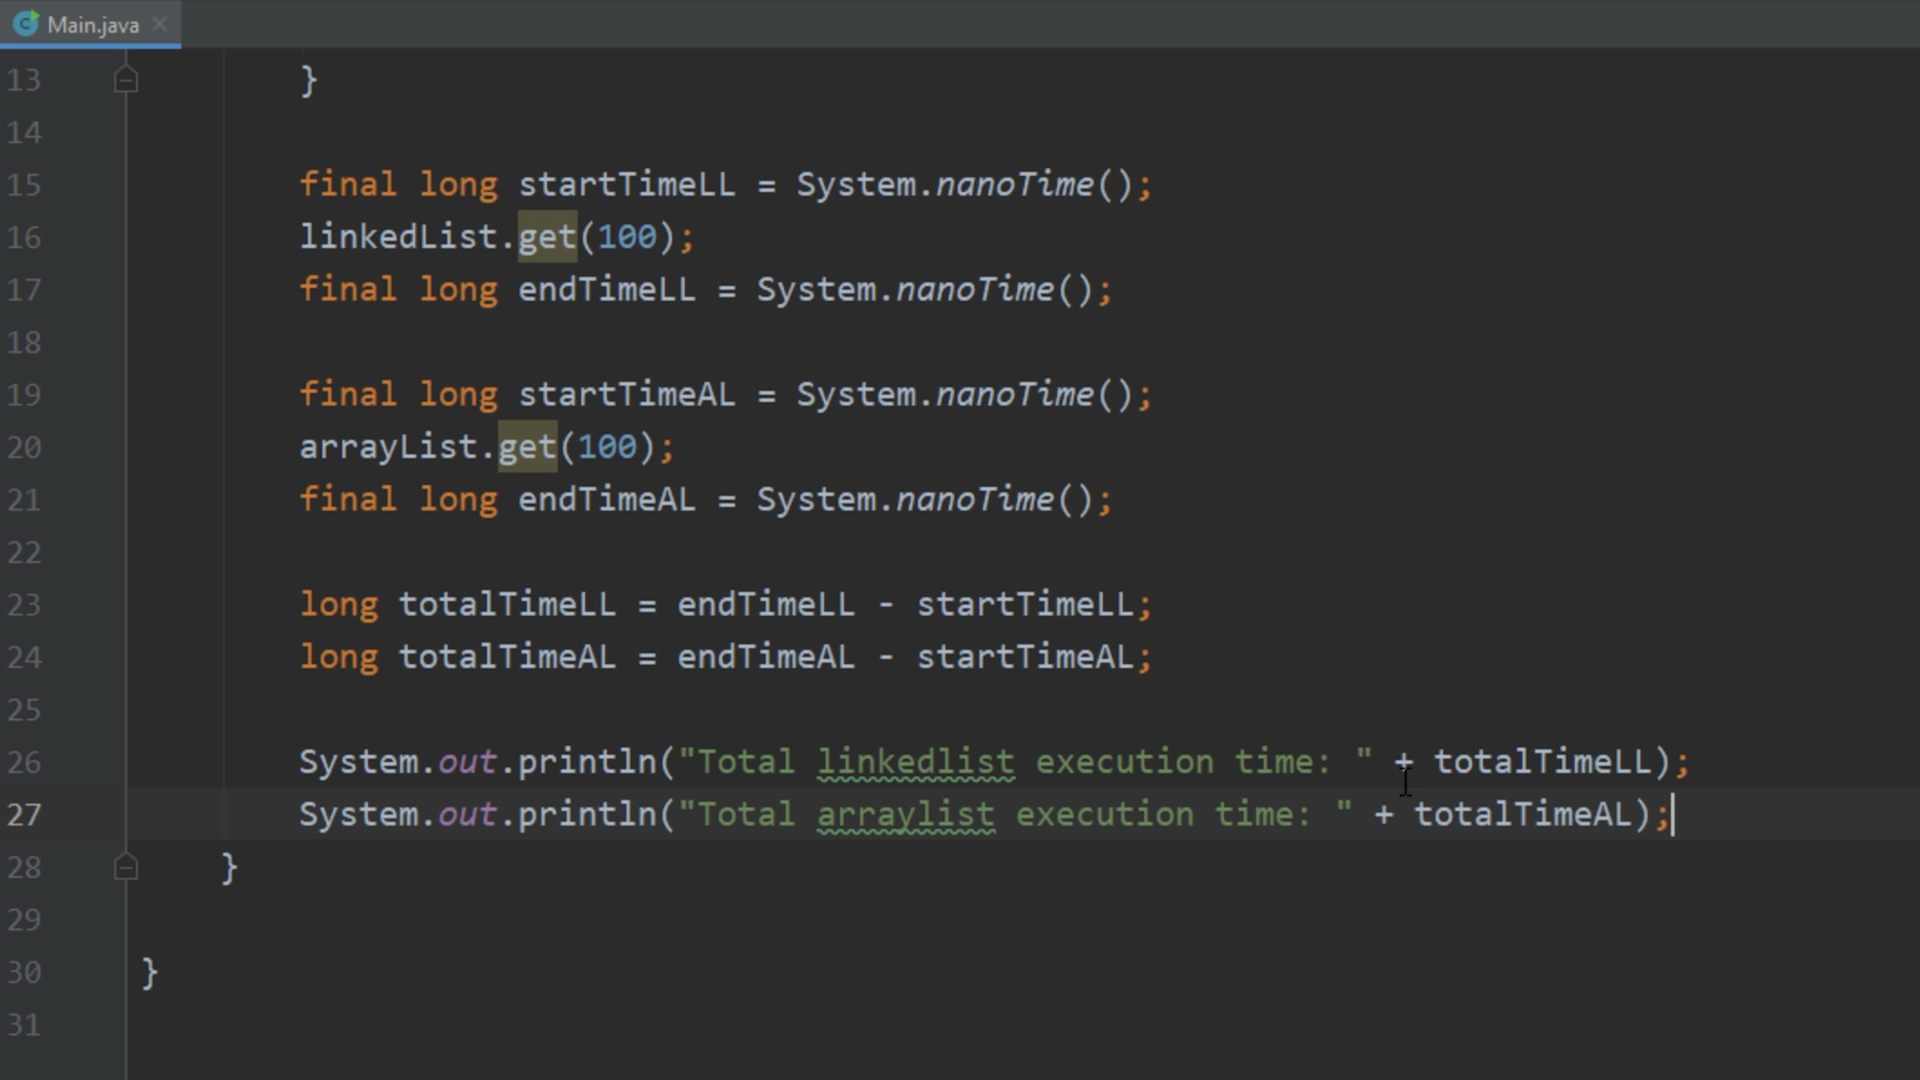 Main.java
13 }
14
15 final long startTimeLL = System.nanoTime();
16 linkedList.get(100);
17 final long endTimeLL = System.nanoTime();
18
19 final long startTimeAL = System.nanoTime();
20 arrayList.get(100);
21 final long endTimeAL = System.nanoTime();
22
23 long totalTimeLL = endTimeLL - startTimeLL;
24 long totalTimeAL = endTimeAL - startTimeAL;
25
26 System.out.println("Total linkedlist execution time: " + totalTimeLL);
27 System.out.println("Total arraylist execution time: " + totalTimeAL);
28 }
29
30 }
31